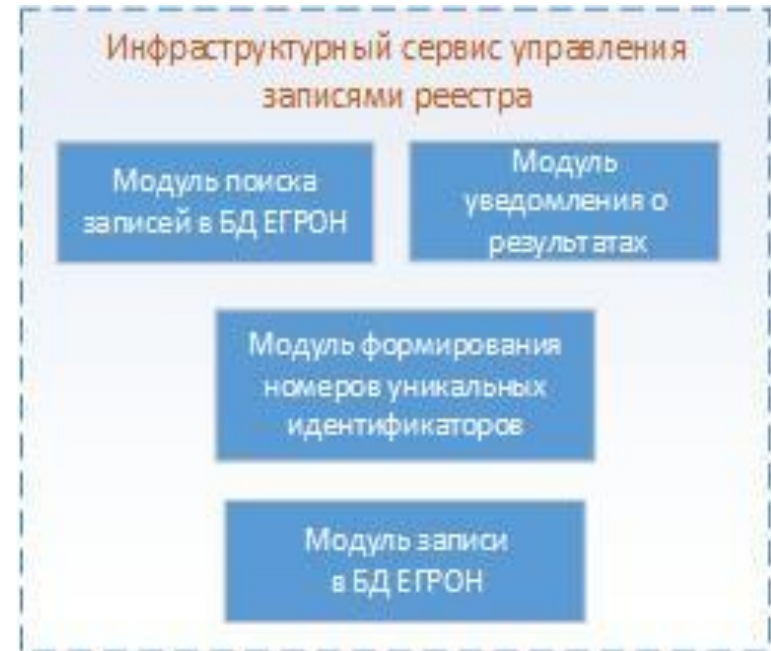 Инфраструктурный сервис управления
записями реестра
Модуль поиска
записей в БД ЕГРОН
Модуль
уведомления о
результатах
Модуль формирования
номеров уникальных
идентификаторов
Модуль записи
в БД ЕГРОН